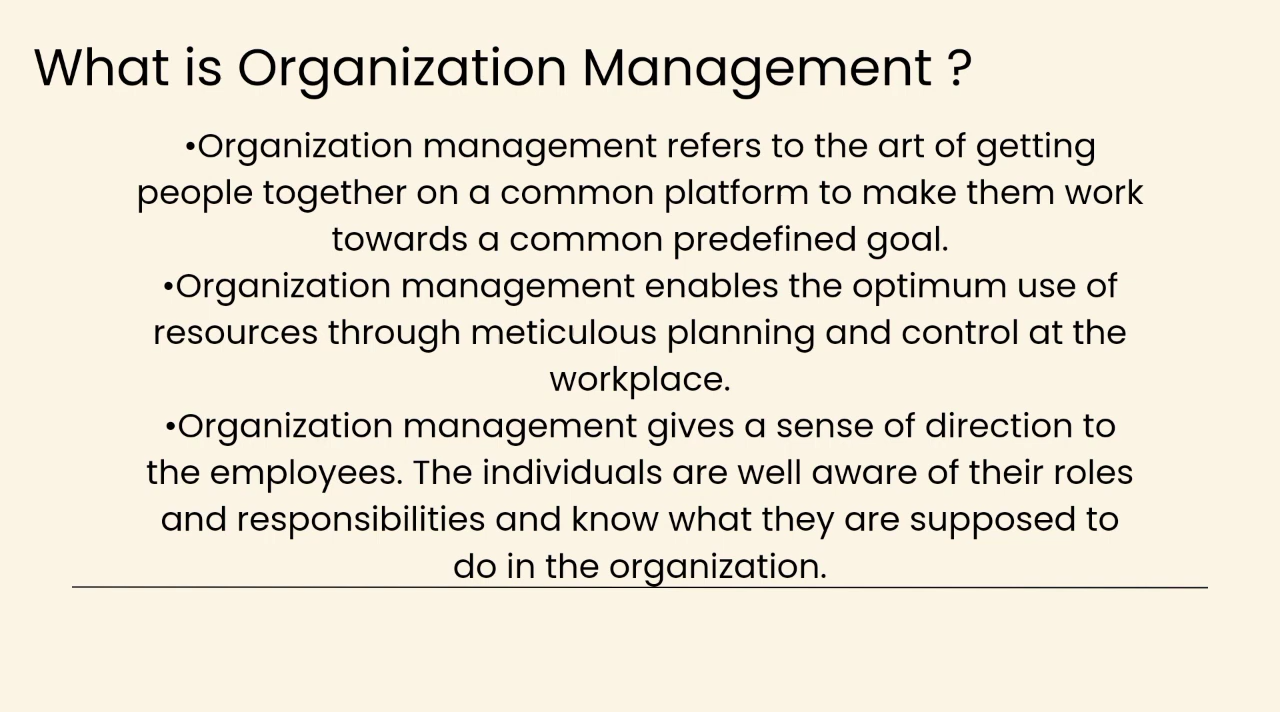 What is Organization Management ?
•Organization management refers to the art of getting
people together on a common platform to make them work
towards a common predefined goal.
•Organization management enables the optimum use of
resources through meticulous planning and control at the
workplace.
•Organization management gives a sense of direction to
the employees. The individuals are well aware of their roles
and responsibilities and know what they are supposed to
do in the organization.